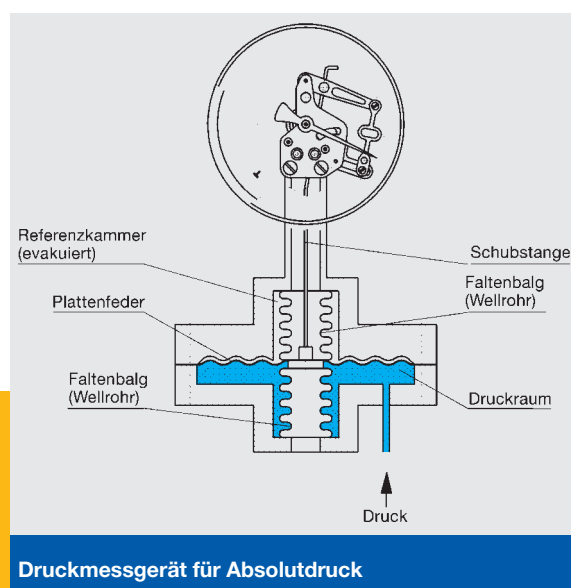 Referenzkammer
(evakuiert)
Plattenfeder
Faltenbalg
(Wellrohr)
Schubstange
Faltenbalg
(Wellrohr)
Druckraum
Druck
Druckmessgerät für Absolutdruck